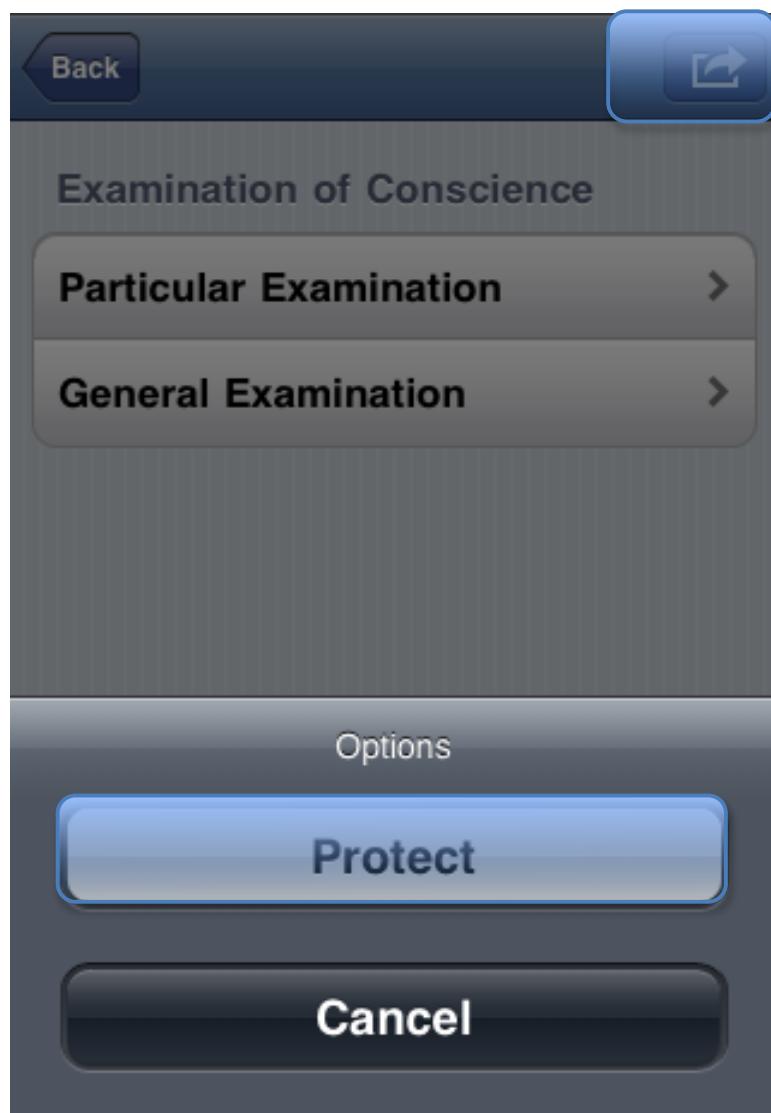 Back
Examination of Conscience
Particular Examination
General Examination
Options
Protect
Cancel